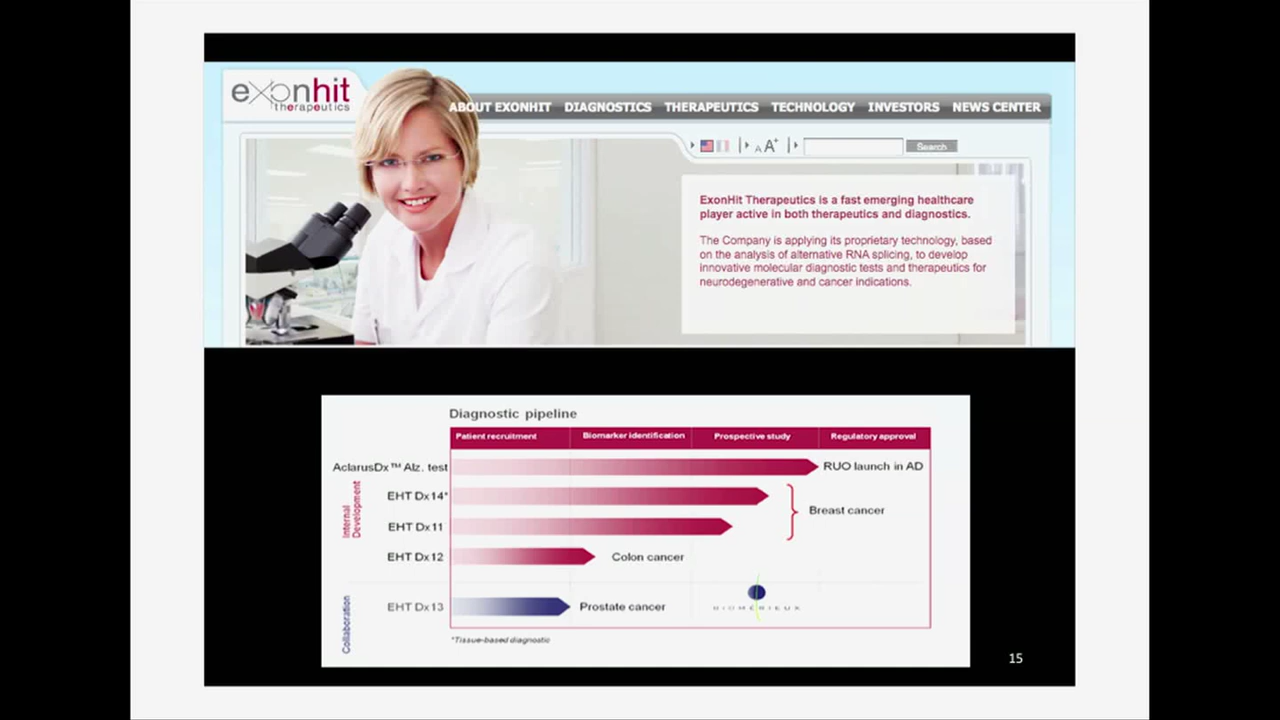 exonhit
therapeutics
ABOUT EXONHIT DIAGNOSTICS THERAPEUTICS TECHNOLOGY INVESTORS NEWS CENTER
A A+ Search
ExonHit Therapeutics is a fast emerging healthcare
player active in both therapeutics and diagnostics.
The Company is applying its proprietary technology, based
on the analysis of alternative RNA splicing, to develop
innovative molecular diagnostic tests and therapeutics for
neurodegenerative and cancer indications.
Diagnostic pipeline
Patient recruitment Biomarker identification Prospective study Regulatory approval
AclarusDx™ Alz. test RUO launch in AD
Internal
Development
EHT Dx14*
Breast cancer
EHT Dx11
EHT Dx12 Colon cancer
Collaboration
EHT Dx13 Prostate cancer
BIOMÉRIEUX
*Tissue-based diagnostic
15